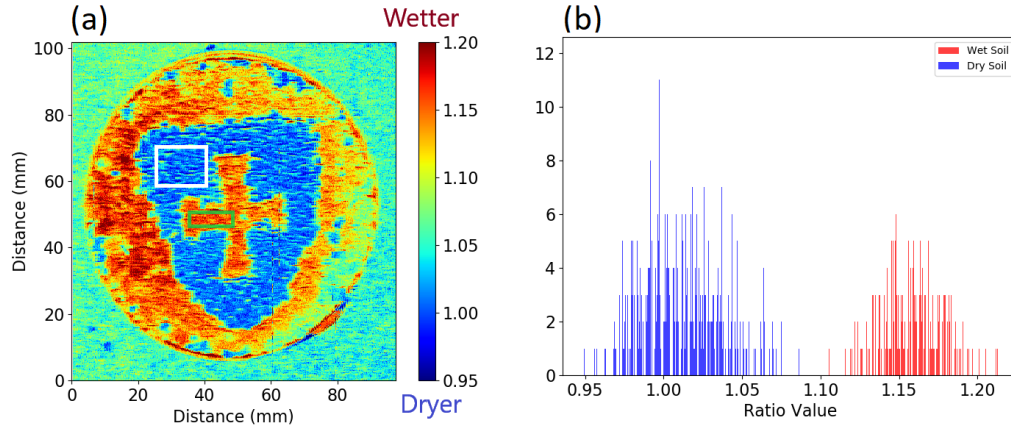 (a)
Wetter
(b)
Distance (mm)
100
80
60
40
20
0
0 20 40 60 80
Distance (mm)
1.20
1.15
1.10
1.05
1.00
0.95
Dryer
12
10
8
6
4
2
0
0.95 1.00 1.05 1.10 1.15 1.20
Ratio Value
Wet Soil
Dry Soil